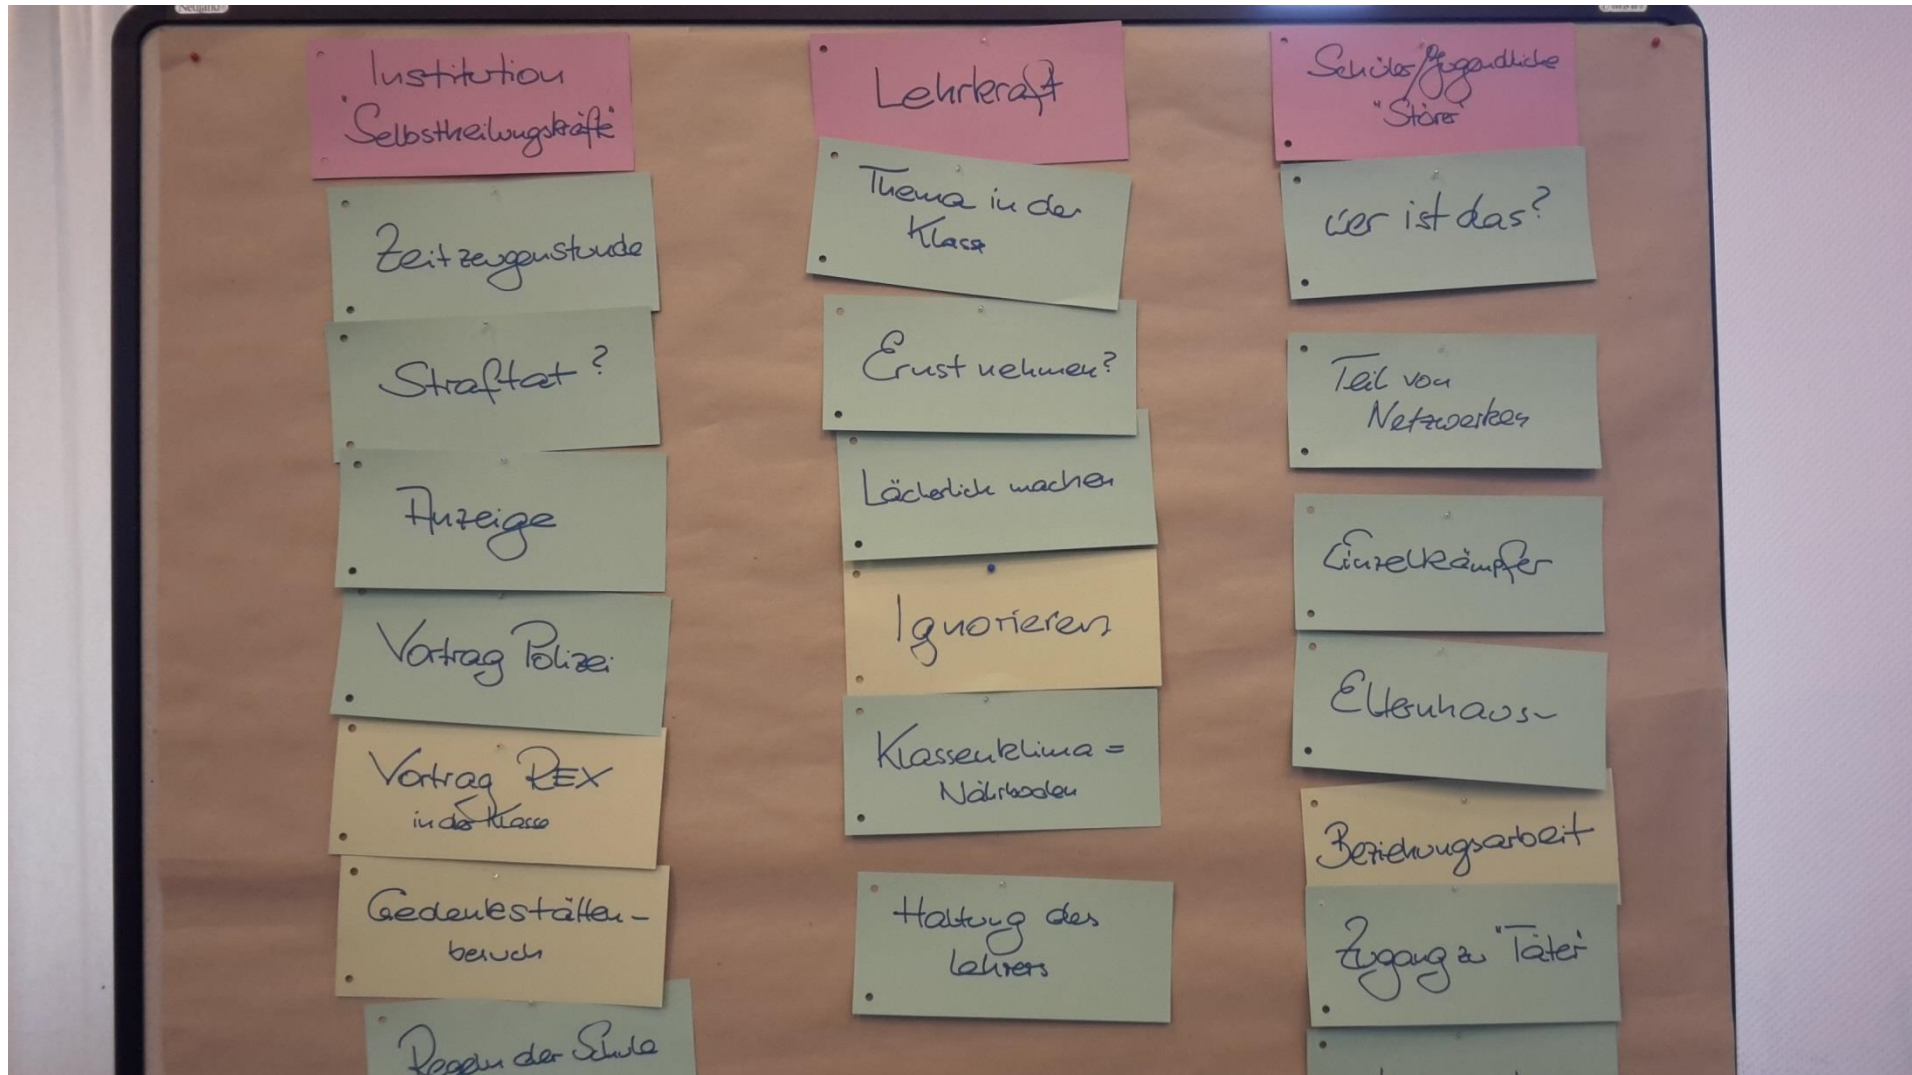 Neuland
Institution
"Selbstheilungskräfte"
Zeitzeugenstunde
Straftat?
Anzeige
Vortrag Polizei
Vortrag REX
in der Klasse
Gedenkstätten-
besuch
Regeln der Schule
Lehrkraft
Thema in der
Klasse
Ernst nehmen?
Lächerlich machen
Ignorieren
Klassenklima =
Nährboden
Haltung des
Lehrers
Schüler/Jugendliche
"Störer"
wer ist das?
Teil von
Netzwerken
Einzelkämpfer
Elternhaus-
Beziehungsarbeit
Zugang zu "Täter"